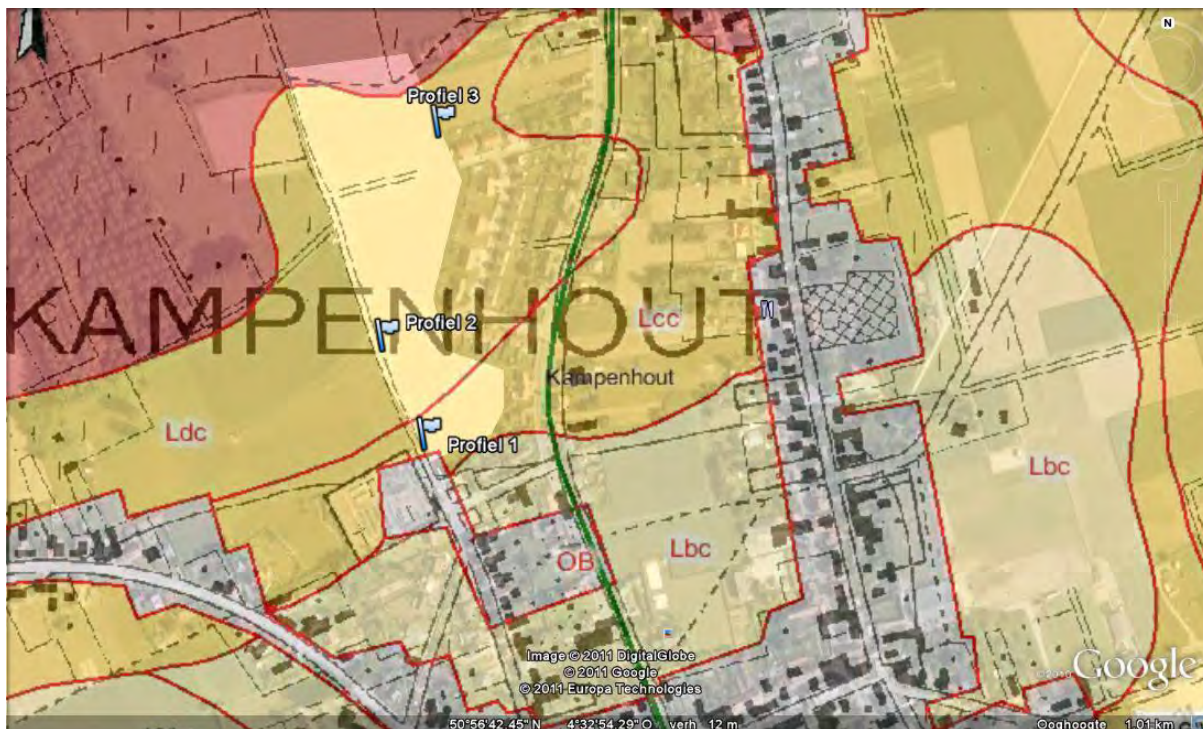 N
Profiel 3
KAMPENHOUT
Profiel 2
Lcc
Kampenhout
Ldc
Profiel 1
Lbc
Lbc
OB
Image © 2011 DigitalGlobe
© 2011 Google
© 2011 Europa Technologies
© 2010 Google
50°56'42.45" N 4°32'54.29" O verh 12 m
Ooghoogte 1.01 km